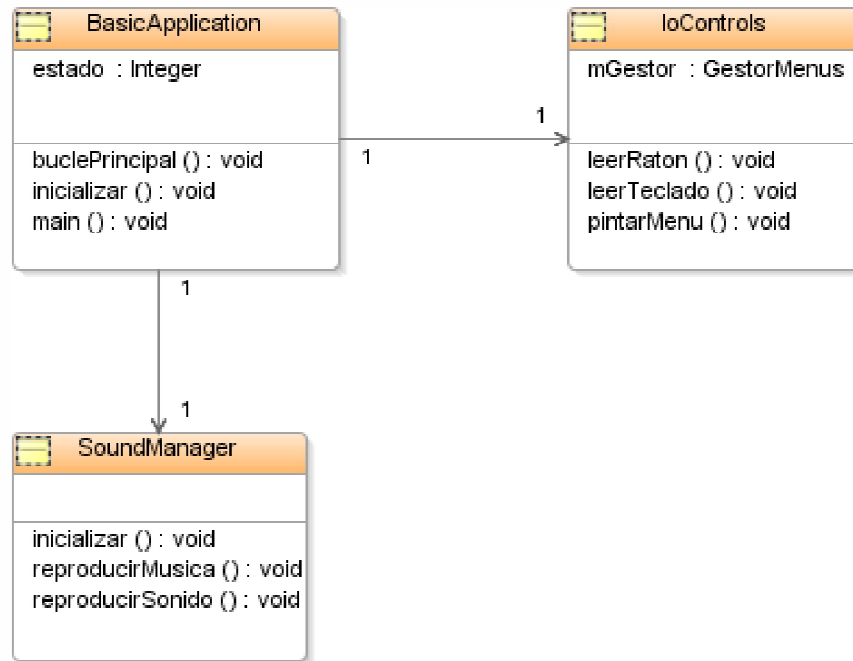 BasicApplication
estado : Integer
buclePrincipal () : void
inicializar () : void
main () : void
IoControls
mGestor : GestorMenus
leerRaton () : void
leerTeclado () : void
pintarMenu () : void
1
1
1
1
SoundManager
inicializar () : void
reproducirMusica () : void
reproducirSonido () : void